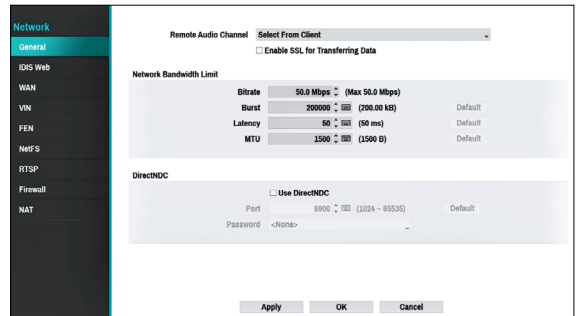 Network
General
IDIS Web
WAN
VIN
FEN
NetFS
RTSP
Firewall
NAT
Remote Audio Channel Select From Client
Enable SSL for Transferring Data
Network Bandwidth Limit
Bitrate 50.0 Mbps (Max 50.0 Mbps)
Burst 200000 (200.00 kB) Default
Latency 50 (50 ms) Default
MTU 1500 (1500 B) Default
DirectNDC
Use DirectNDC
Port 6900 (1024 ~ 65535) Default
Password <None>
Apply OK Cancel